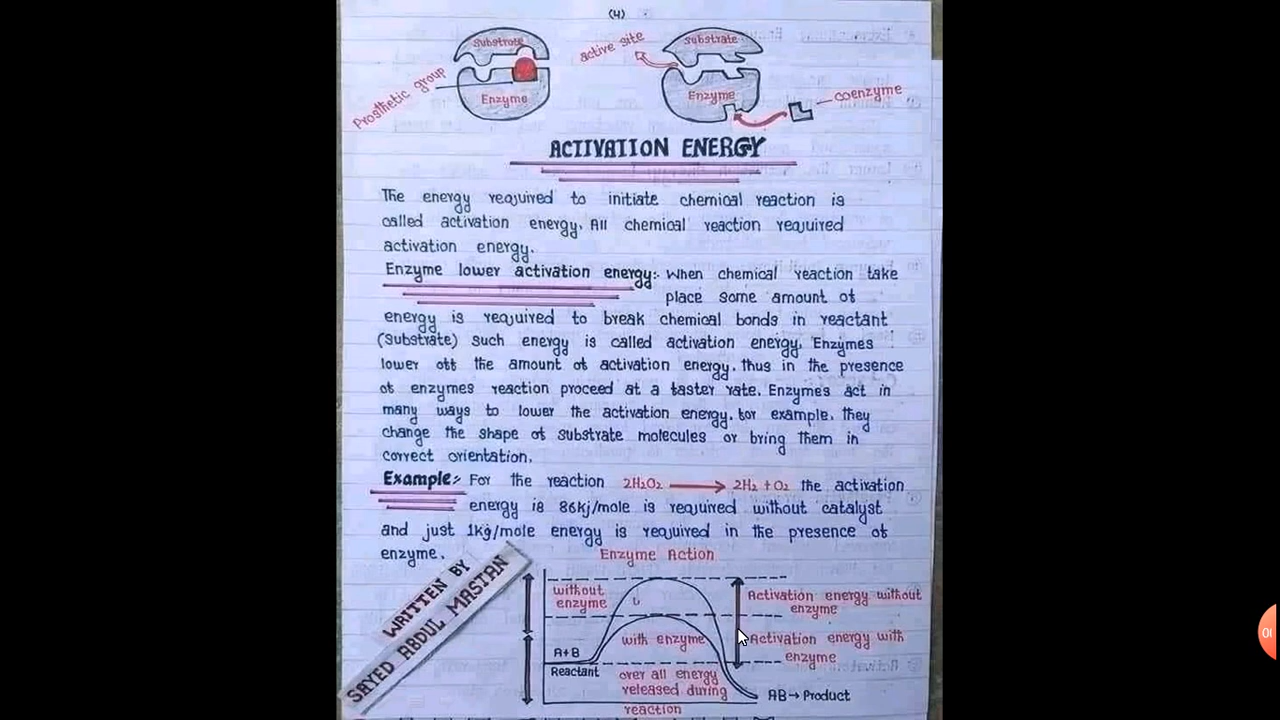 (4)
Substrate
Prosthetic group
Enzyme
active site
Substrate
Enzyme
coenzyme
ACTIVATION ENERGY
The energy required to initiate chemical reaction is
called activation energy. All chemical reaction required
activation energy.
Enzyme lower activation energy:- When chemical reaction take
place some amount of
energy is required to break chemical bonds in reactant
(Substrate) such energy is called activation energy. Enzymes
lower off the amount of activation energy. thus in the presence
of enzymes reaction proceed at a faster rate. Enzymes act in
many ways to lower the activation energy. for example, they
change the shape of substrate molecules or bring them in
correct orientation.
Example:- For the reaction 2H₂O₂ → 2H₂ + O₂ the activation
energy is 86kj/mole is required without catalyst
and just 1kj/mole energy is required in the presence of
enzyme.
Enzyme Action
WRITTEN BY
SAYED ABDUL MASIAN
without
enzyme
with enzyme
A+B
Reactant
over all energy
released during
reaction
Activation energy without
enzyme
Activation energy with
enzyme
AB → Product